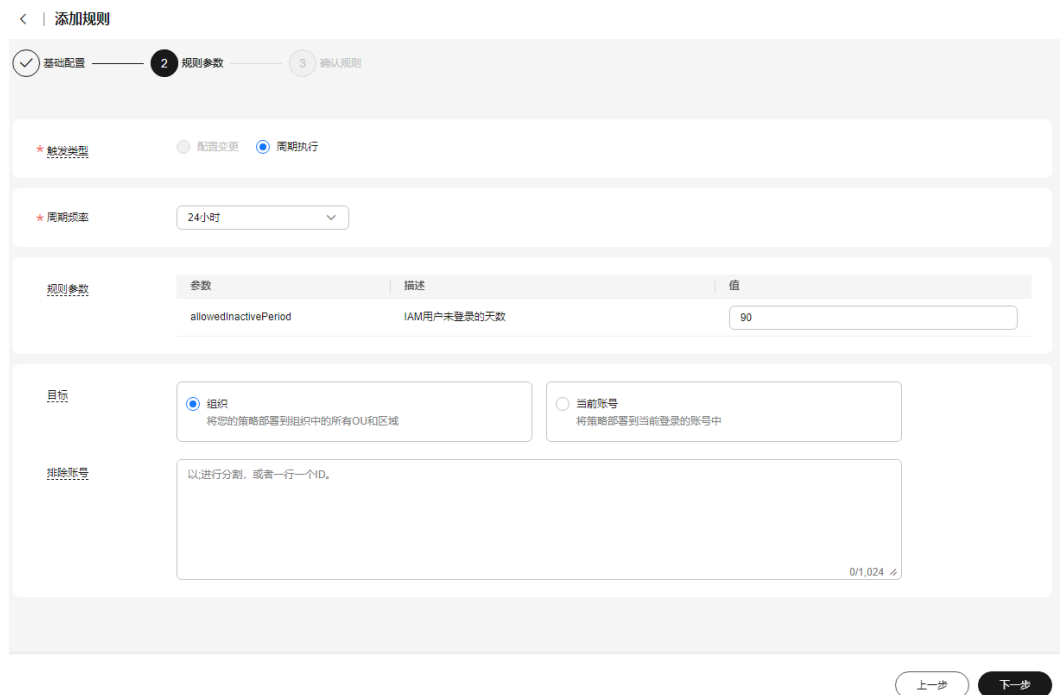 添加规则
基础配置 2 规则参数 3 确认规则
* 触发类型 配置变更 周期执行
* 周期频率 24小时
规则参数 参数 描述 值
allowedInactivePeriod IAM用户未登录的天数 90
目标 组织 当前账号
将您的策略部署到组织中的所有OU和区域 将策略部署到当前登录的账号中
排除账号 以;进行分割，或者一行一个ID。
0/1,024
上一步 下一步